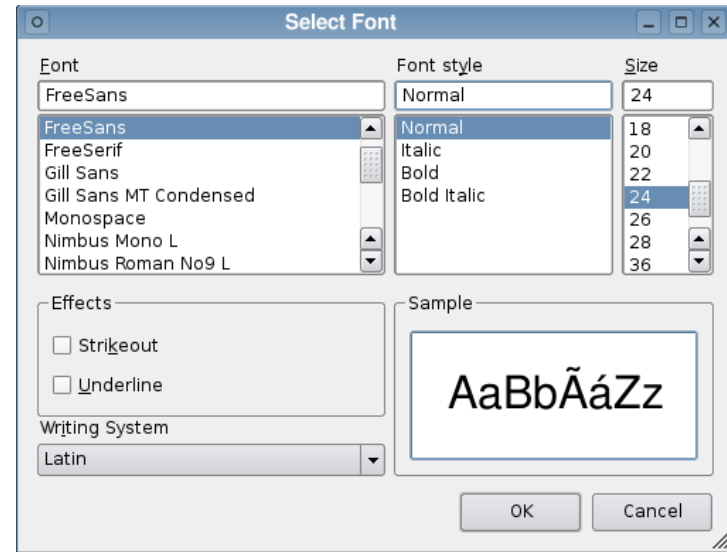 Select Font
Font
Font style
Size
FreeSans
Normal
24
FreeSans
FreeSerif
Gill Sans
Gill Sans MT Condensed
Monospace
Nimbus Mono L
Nimbus Roman No9 L
Normal
Italic
Bold
Bold Italic
18
20
22
24
26
28
36
Effects
Strikeout
Underline
Writing System
Latin
Sample
AaBbÃáZz
OK
Cancel